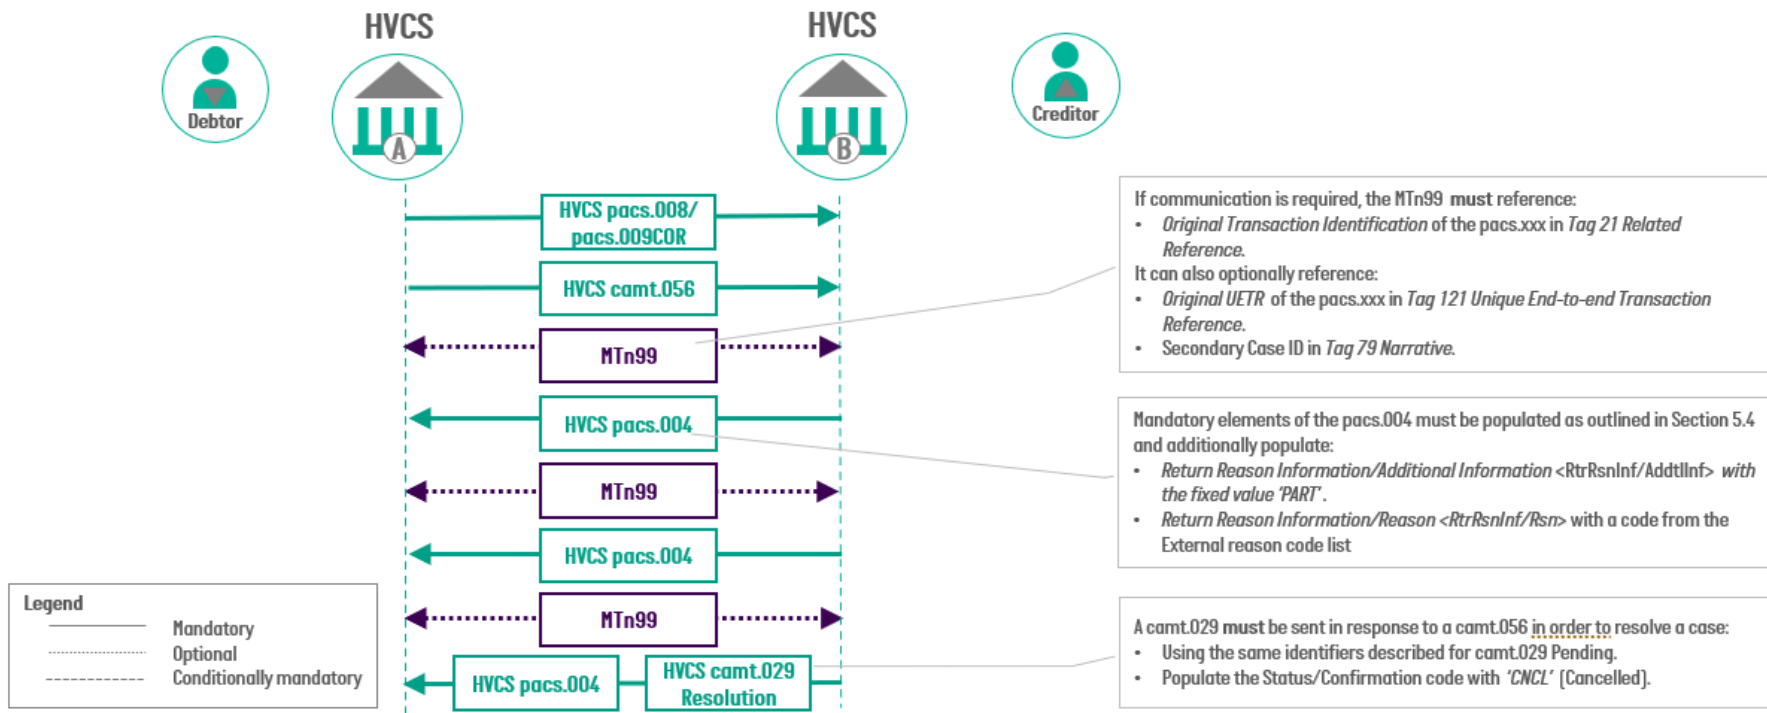 HVCS
HVCS
Debtor
A
B
Creditor
HVCS pacs.008/
pacs.009COR
HVCS camt.056
MTn99
HVCS pacs.004
MTn99
HVCS pacs.004
MTn99
HVCS pacs.004
HVCS camt.029
Resolution
If communication is required, the MTn99 must reference:
• Original Transaction Identification of the pacs.xxx in Tag 21 Related
Reference.
It can also optionally reference:
• Original UETR of the pacs.xxx in Tag 121 Unique End-to-end Transaction
Reference.
• Secondary Case ID in Tag 79 Narrative.
Mandatory elements of the pacs.004 must be populated as outlined in Section 5.4
and additionally populate:
• Return Reason Information/Additional Information <RtrRsnInf/AddtlInf> with
the fixed value 'PART'.
• Return Reason Information/Reason <RtrRsnInf/Rsn> with a code from the
External reason code list
A camt.029 must be sent in response to a camt.056 in order to resolve a case:
• Using the same identifiers described for camt.029 Pending.
• Populate the Status/Confirmation code with 'CNCL' (Cancelled).
Legend
Mandatory
Optional
Conditionally mandatory